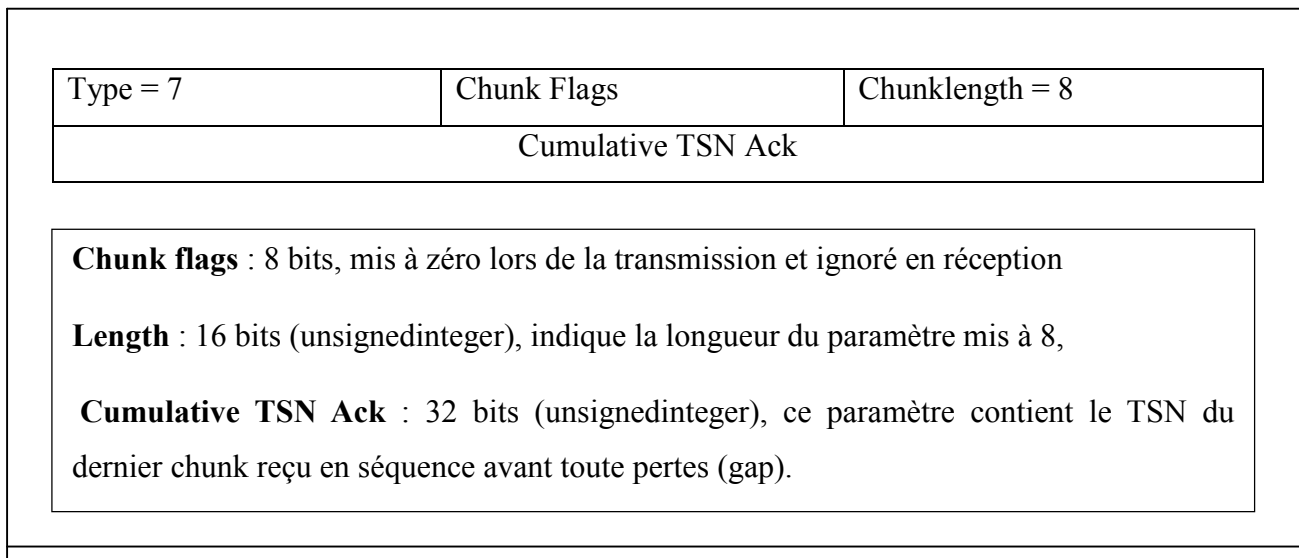 Type = 7 Chunk Flags Chunklength = 8
Cumulative TSN Ack
Chunk flags : 8 bits, mis à zéro lors de la transmission et ignoré en réception
Length : 16 bits (unsignedinteger), indique la longueur du paramètre mis à 8,
Cumulative TSN Ack : 32 bits (unsignedinteger), ce paramètre contient le TSN du
dernier chunk reçu en séquence avant toute pertes (gap).